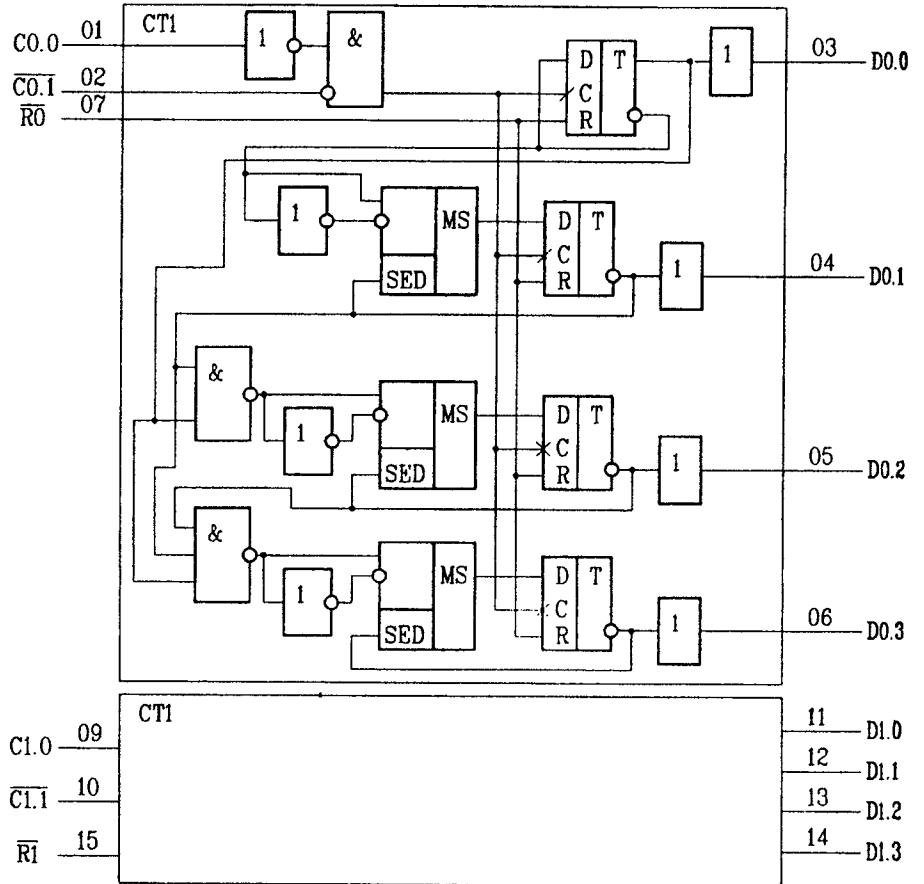 CT1
C0.0 01
1
&
D T
C
R
1
03 D0.0
C0.1 02
R0 07
1
MS
SED
D T
C
R
1
04 D0.1
&
1
MS
SED
D T
C
R
1
05 D0.2
&
1
MS
SED
D T
C
R
1
06 D0.3
CT1
C1.0 09
C1.1 10
R1 15
11 D1.0
12 D1.1
13 D1.2
14 D1.3